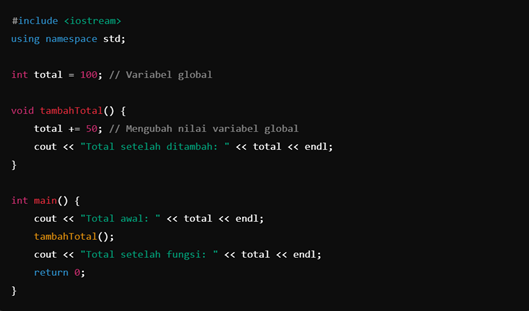 #include <iostream>
using namespace std;
int total = 100; // Variabel global
void tambahTotal() {
total += 50; // Mengubah nilai variabel global
cout << "Total setelah ditambah: " << total << endl;
}
int main() {
cout << "Total awal: " << total << endl;
tambahTotal();
cout << "Total setelah fungsi: " << total << endl;
return 0;
}